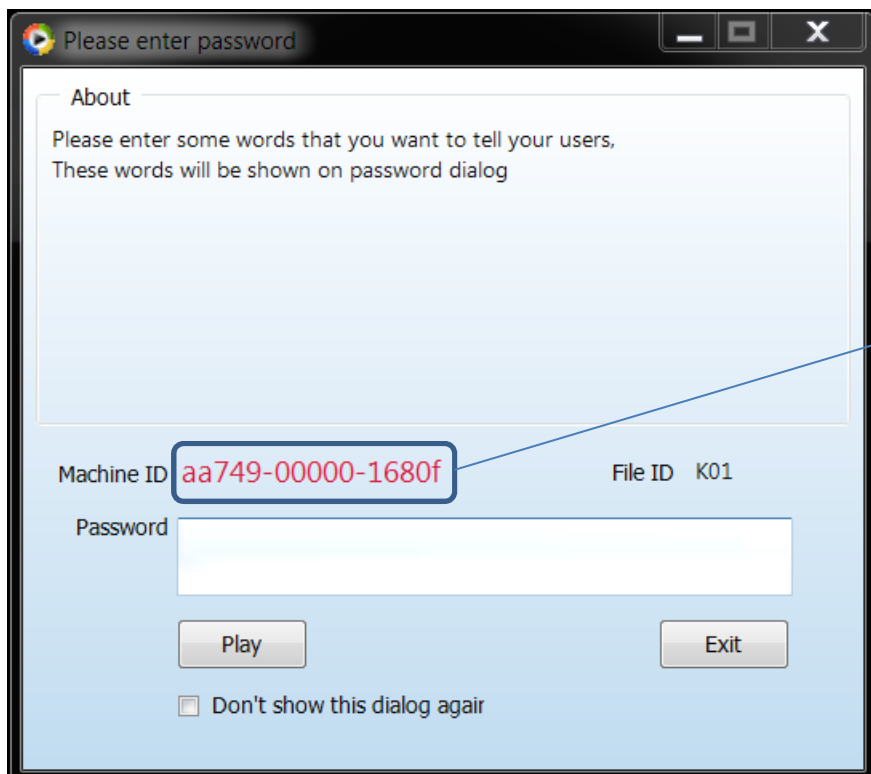 Please enter password
About
Please enter some words that you want to tell your users,
These words will be shown on password dialog
Machine ID aa749-00000-1680f File ID K01
Password
Play Exit
Don't show this dialog agair